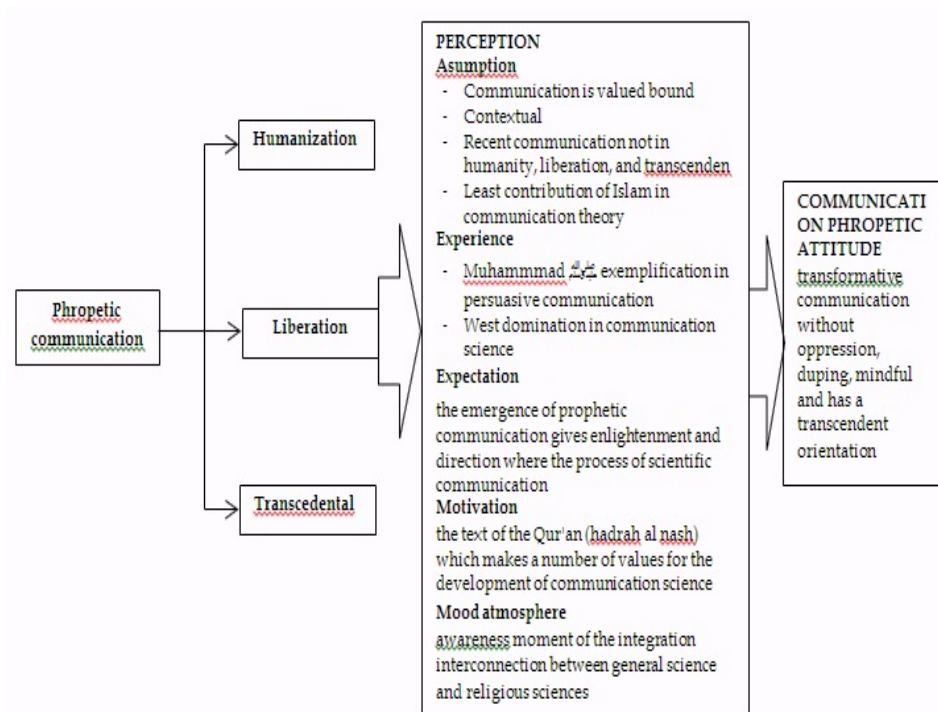 Phropetic
communication
Humanization
Liberation
Transcedental
PERCEPTION
Asumption
- Communication is valued bound
- Contextual
- Recent communication not in
humanity, liberation, and transcenden
- Least contribution of Islam in
communication theory
Experience
- Muhammmad ﷺ exemplification in
persuasive communication
- West domination in communication
science
Expectation
the emergence of prophetic
communication gives enlightenment and
direction where the process of scientific
communication
Motivation
the text of the Qur'an (hadrah al nash)
which makes a number of values for the
development of communication science
Mood atmosphere
awareness moment of the integration
interconnection between general science
and religious sciences
COMMUNICATI
ON PHROPETIC
ATTITUDE
transformative
communication
without
oppression,
duping, mindful
and has a
transcendent
orientation